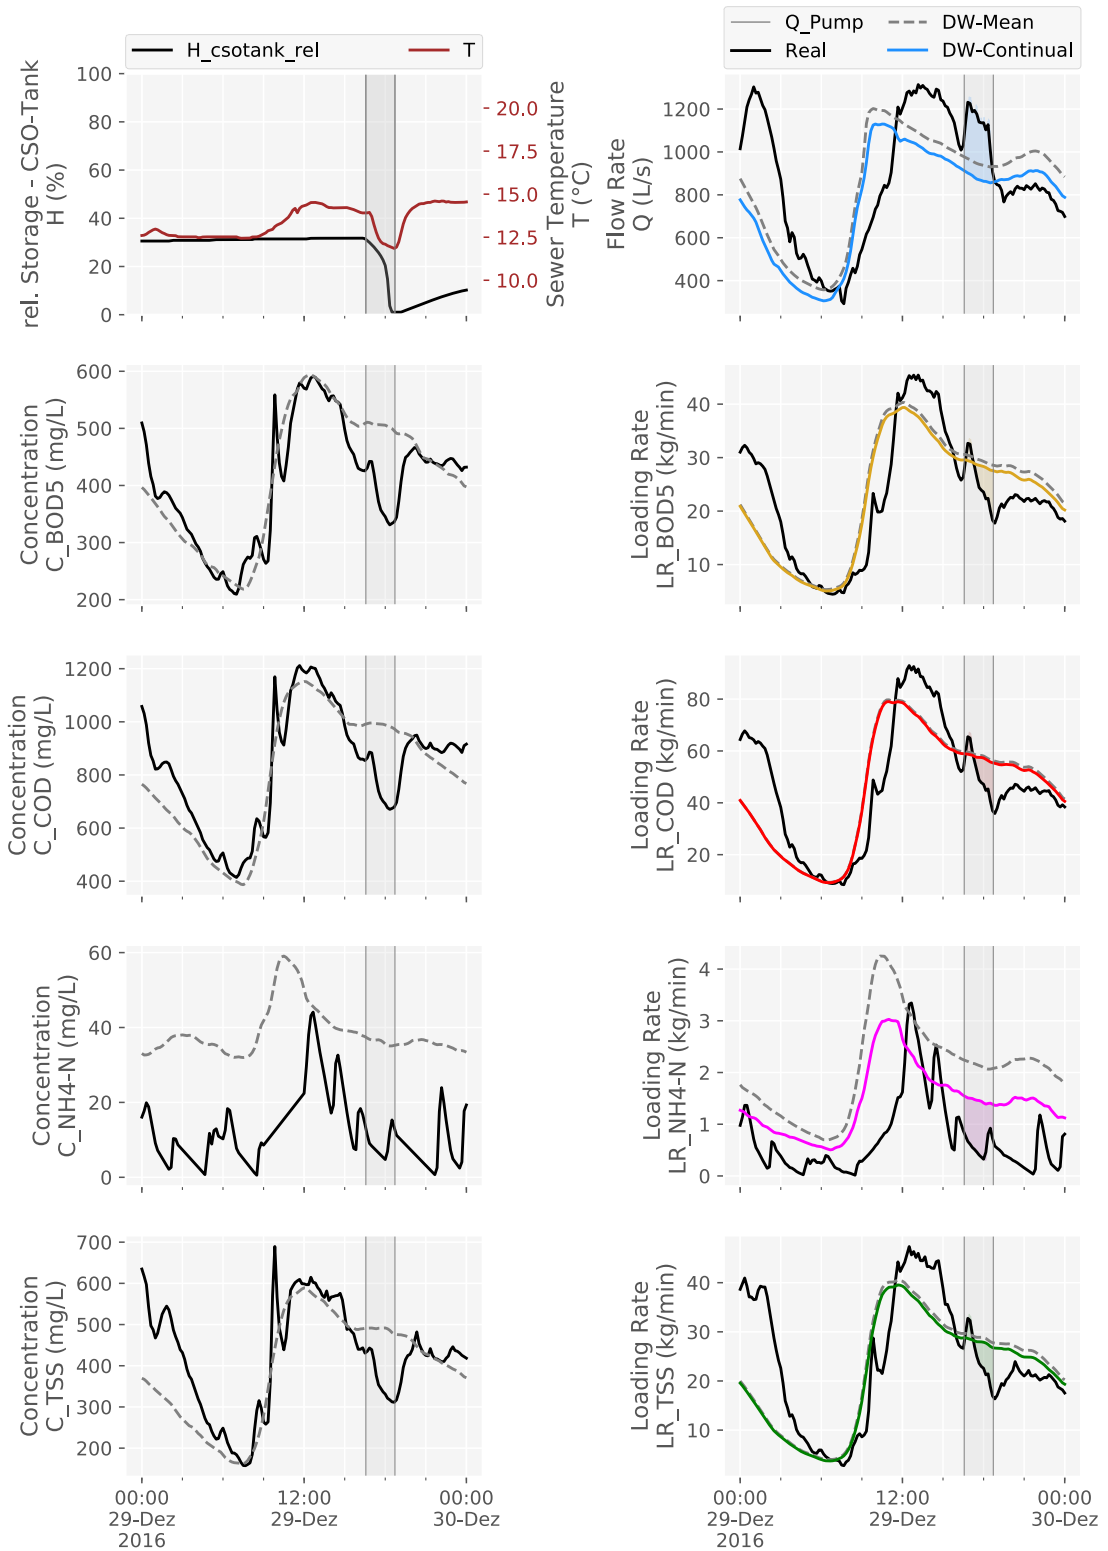 H_csotank_rel
T
Q_Pump
DW-Mean
Real
DW-Continual
rel. Storage - CSO-Tank
H (%)
100
80
60
40
20
0
20.0
17.5
15.0
12.5
10.0
Sewer Temperature
T (°C)
Flow Rate
Q (L/s)
1200
1000
800
600
400
Concentration
C_BOD5 (mg/L)
600
500
400
300
200
Loading Rate
LR_BOD5 (kg/min)
40
30
20
10
Concentration
C_COD (mg/L)
1200
1000
800
600
400
Loading Rate
LR_COD (kg/min)
80
60
40
20
Concentration
C_NH4-N (mg/L)
60
40
20
0
Loading Rate
LR_NH4-N (kg/min)
4
3
2
1
0
Concentration
C_TSS (mg/L)
700
600
500
400
300
200
Loading Rate
LR_TSS (kg/min)
40
30
20
10
00:00
29-Dez
2016
12:00
29-Dez
00:00
30-Dez
00:00
29-Dez
2016
12:00
29-Dez
00:00
30-Dez